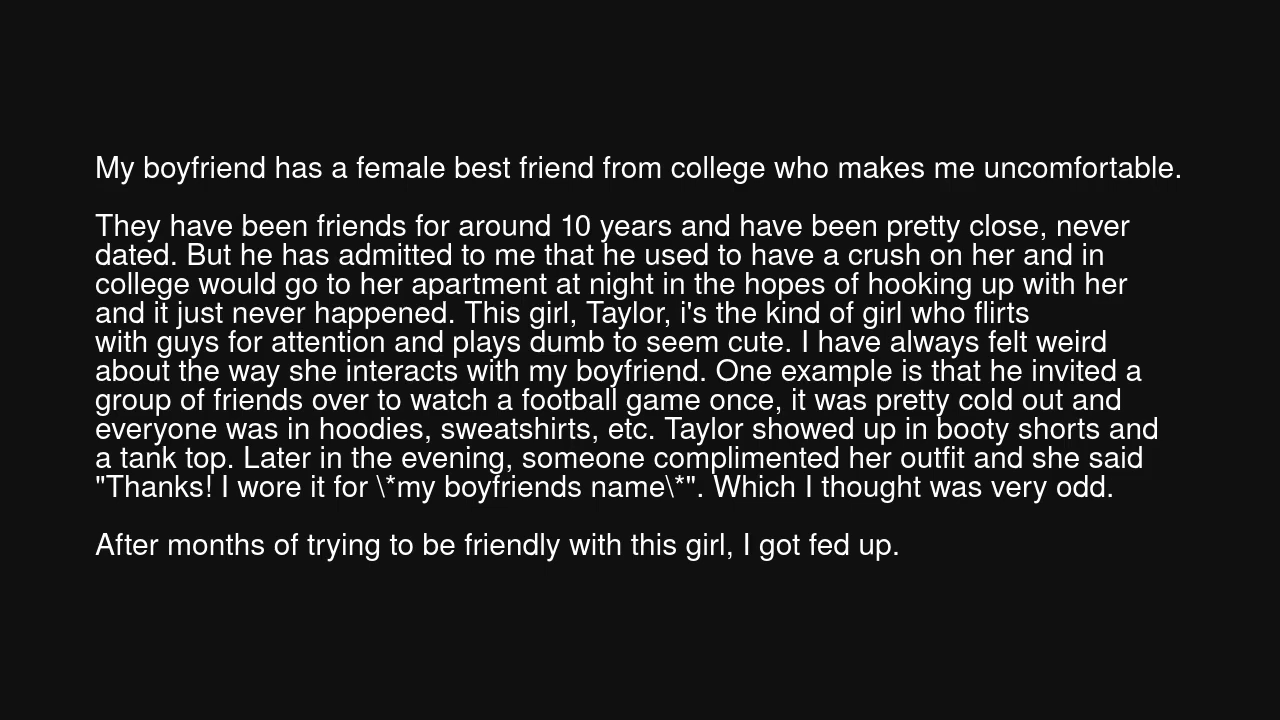 My boyfriend has a female best friend from college who makes me uncomfortable.
They have been friends for around 10 years and have been pretty close, never
dated. But he has admitted to me that he used to have a crush on her and in
college would go to her apartment at night in the hopes of hooking up with her
and it just never happened. This girl, Taylor, i's the kind of girl who flirts
with guys for attention and plays dumb to seem cute. I have always felt weird
about the way she interacts with my boyfriend. One example is that he invited a
group of friends over to watch a football game once, it was pretty cold out and
everyone was in hoodies, sweatshirts, etc. Taylor showed up in booty shorts and
a tank top. Later in the evening, someone complimented her outfit and she said
"Thanks! I wore it for \*my boyfriends name\*". Which I thought was very odd.
After months of trying to be friendly with this girl, I got fed up.